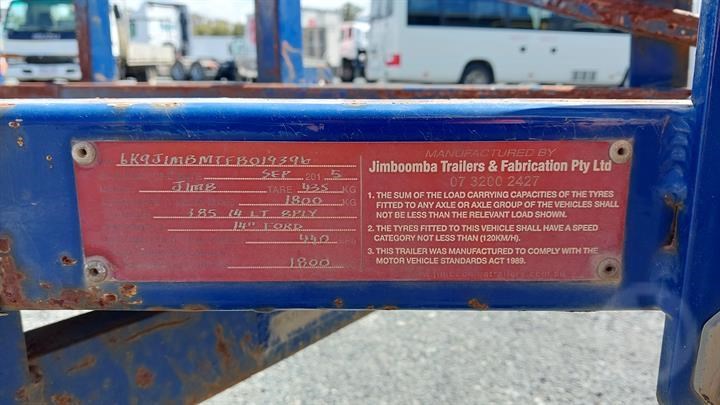 6K9J1MBMTFB019396
SEP 2015
JIMB TARE 435 KG
1800 KG
185 14 LT 8PLY
14" FORD
440
1800
MANUFACTURED BY
Jimboomba Trailers & Fabrication Pty Ltd
07 3200 2427
1. THE SUM OF THE LOAD CARRYING CAPACITIES OF THE TYRES
FITTED TO ANY AXLE OR AXLE GROUP OF THE VEHICLES SHALL
NOT BE LESS THAN THE RELEVANT LOAD SHOWN.
2. THE TYRES FITTED TO THIS VEHICLE SHALL HAVE A SPEED
CATEGORY NOT LESS THAN (120KM/H).
3. THIS TRAILER WAS MANUFACTURED TO COMPLY WITH THE
MOTOR VEHICLE STANDARDS ACT 1989.